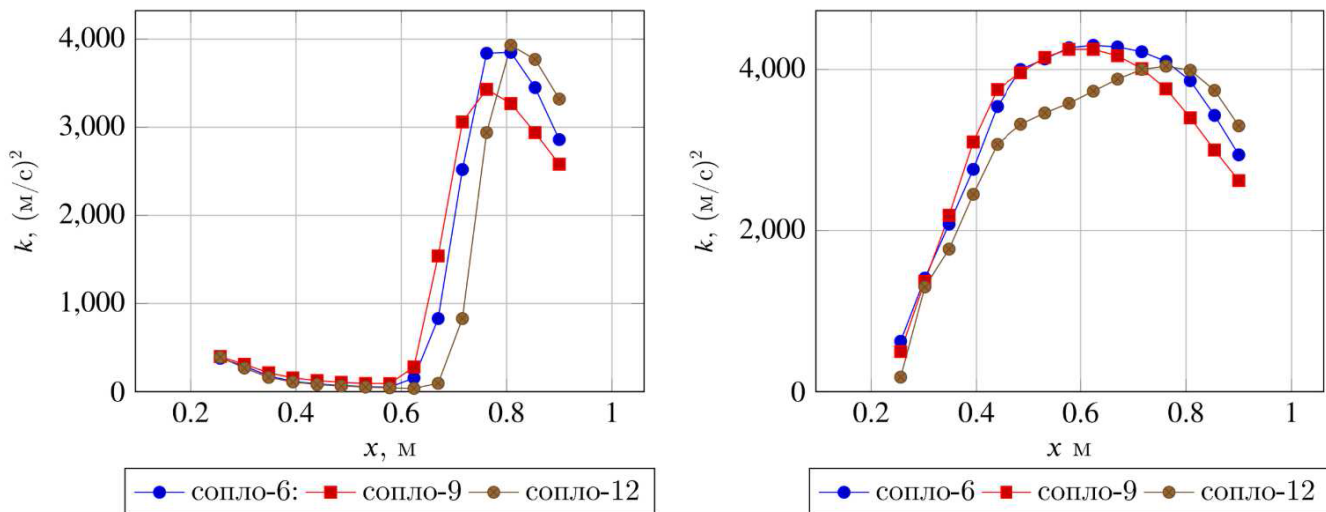 4,000
3,000
2,000
1,000
0
k, (м/с)²
0.2 0.4 0.6 0.8 1
x, м
сопло-6: сопло-9 сопло-12
4,000
2,000
0
k, (м/с)²
0.2 0.4 0.6 0.8 1
x м
сопло-6 сопло-9 сопло-12